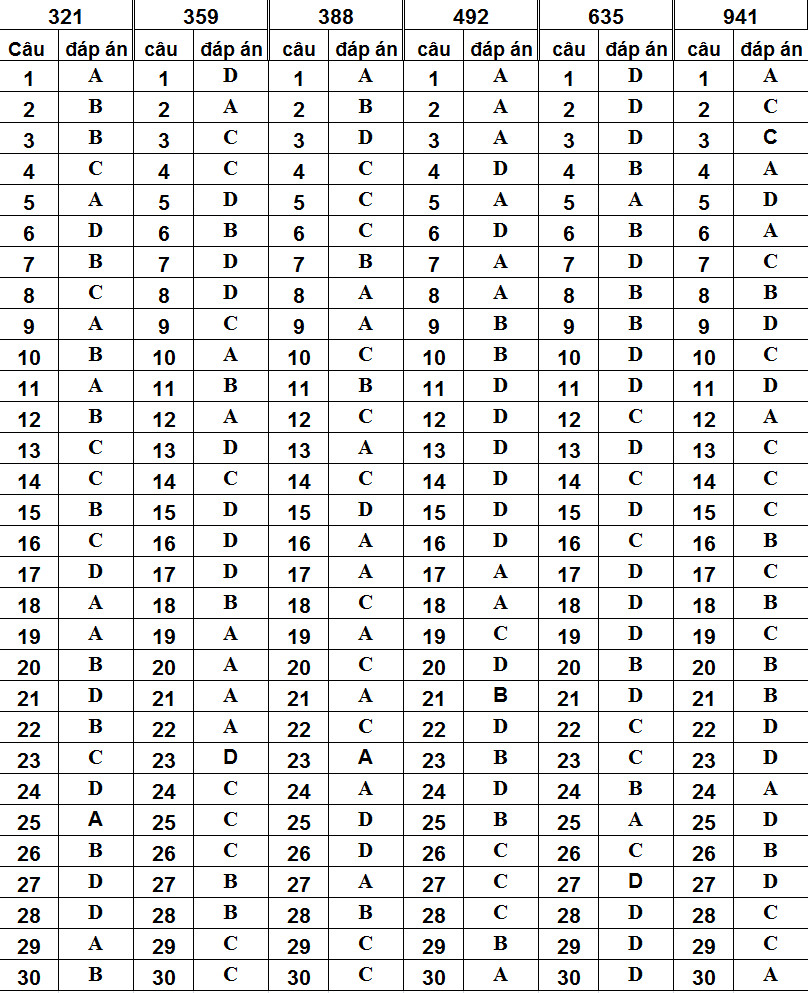 321 359 388 492 635 941
Câu đáp án câu đáp án câu đáp án câu đáp án câu đáp án câu đáp án
1 A 1 D 1 A 1 A 1 D 1 A
2 B 2 A 2 B 2 A 2 D 2 C
3 B 3 C 3 D 3 A 3 D 3 C
4 C 4 C 4 C 4 D 4 B 4 A
5 A 5 D 5 C 5 A 5 A 5 D
6 D 6 B 6 C 6 D 6 B 6 A
7 B 7 D 7 B 7 A 7 D 7 C
8 C 8 D 8 A 8 A 8 B 8 B
9 A 9 C 9 A 9 B 9 B 9 D
10 B 10 A 10 C 10 B 10 D 10 C
11 A 11 B 11 B 11 D 11 D 11 D
12 B 12 A 12 C 12 D 12 C 12 A
13 C 13 D 13 A 13 D 13 D 13 C
14 C 14 C 14 C 14 D 14 C 14 C
15 B 15 D 15 D 15 D 15 D 15 C
16 C 16 D 16 A 16 D 16 C 16 B
17 D 17 D 17 A 17 A 17 D 17 C
18 A 18 B 18 C 18 A 18 D 18 B
19 A 19 A 19 A 19 C 19 D 19 C
20 B 20 A 20 C 20 D 20 B 20 B
21 D 21 A 21 A 21 B 21 D 21 B
22 B 22 A 22 C 22 D 22 C 22 D
23 C 23 D 23 A 23 B 23 C 23 D
24 D 24 C 24 A 24 D 24 B 24 A
25 A 25 C 25 D 25 B 25 A 25 D
26 B 26 C 26 D 26 C 26 C 26 B
27 D 27 B 27 A 27 C 27 D 27 D
28 D 28 B 28 B 28 C 28 D 28 C
29 A 29 C 29 C 29 B 29 D 29 C
30 B 30 C 30 C 30 A 30 D 30 A